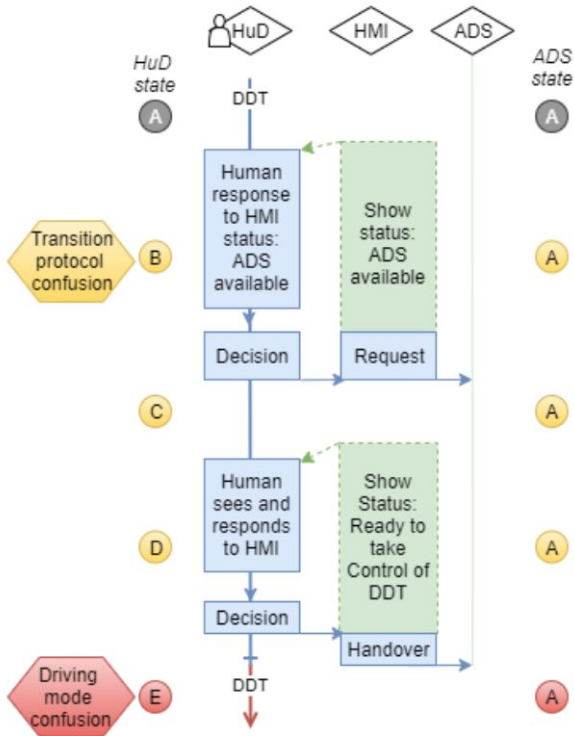 HuD
HMI
ADS
HuD
state
ADS
state
DDT
A
A
Human
response
to HMI
status:
ADS
available
Show
status:
ADS
available
Transition
protocol
confusion
B
A
Decision
Request
C
A
Human
sees and
responds
to HMI
Show
Status:
Ready to
take
Control of
DDT
D
A
Decision
Handover
Driving
mode
confusion
E
DDT
A